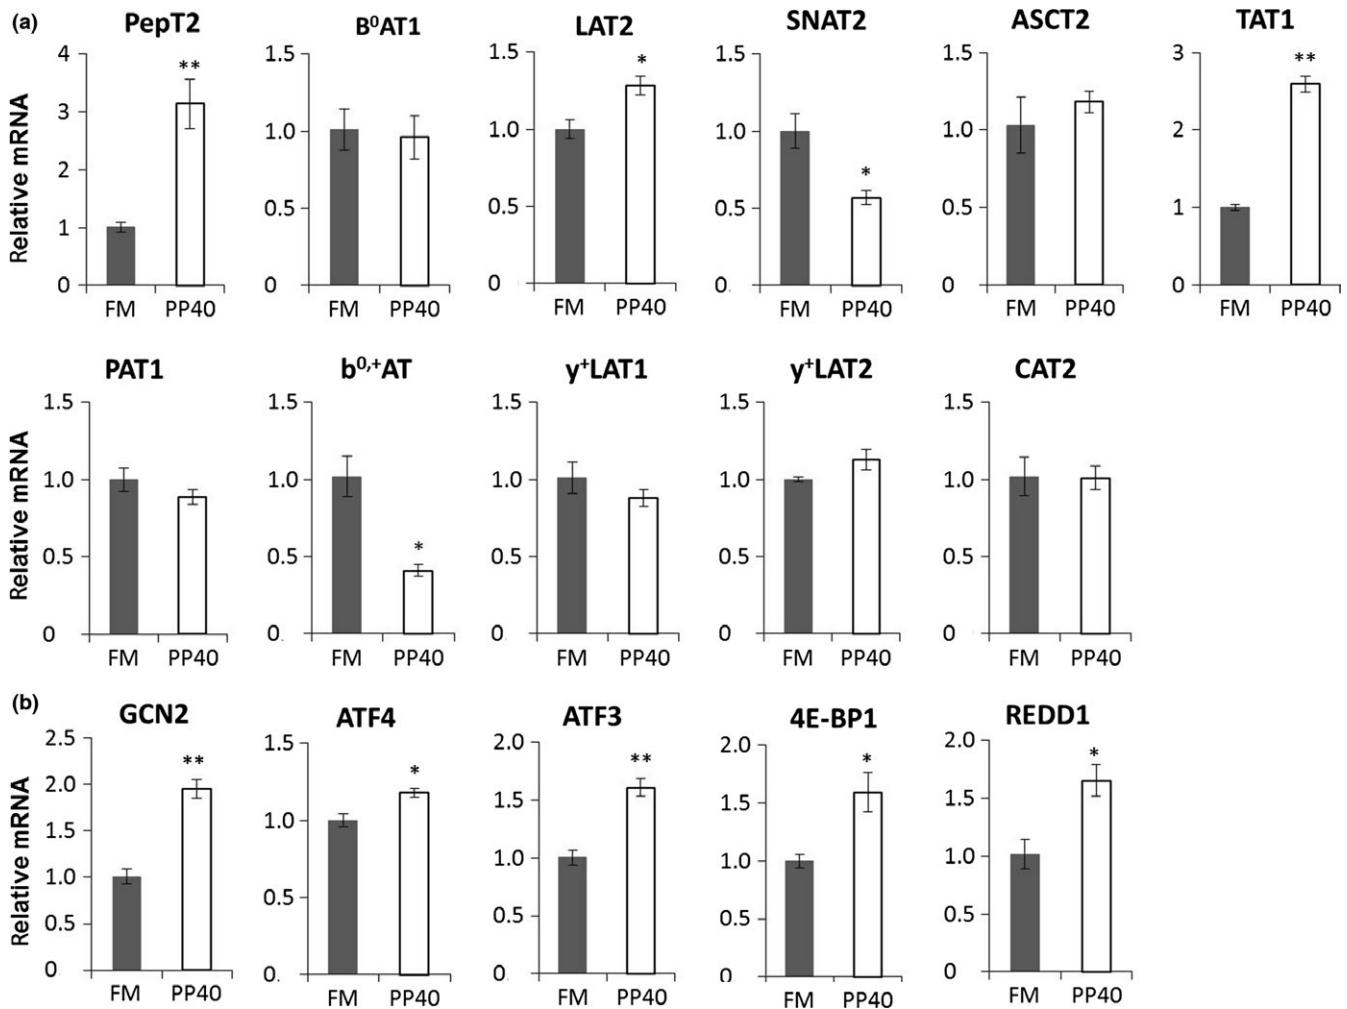 (a)
PepT2 B⁰AT1 LAT2 SNAT2 ASCT2 TAT1
Relative mRNA
4 3 2 1 0
1.5 1.0 0.5 0.
1.5 1.0 0.5 0.
1.5 1.0 0.5 0.
1.5 1.0 0.5 0
3 2 1 0
** * * **
FM PP40 FM PP40 FM PP40 FM PP40 FM PP40 FM PP40
PAT1 b⁰,⁺AT y⁺LAT1 y⁺LAT2 CAT2
Relative mRNA
1.5 1.0 0.5 0
1.5 1.0 0.5 0.
1.5 1.0 0.5 0.
1.5 1.0 0.5 0
1.5 1.0 0.5 0
*
FM PP40 FM PP40 FM PP40 FM PP40 FM PP40
(b)
GCN2 ATF4 ATF3 4E-BP1 REDD1
Relative mRNA
2.5 2.0 1.5 1.0 0.5 0
1.5 1.0 0.5 0.
2.0 1.5 1.0 0.5 0
2.0 1.5 1.0 0.5 0
2.0 1.5 1.0 0.5 0
** * ** * *
FM PP40 FM PP40 FM PP40 FM PP40 FM PP40